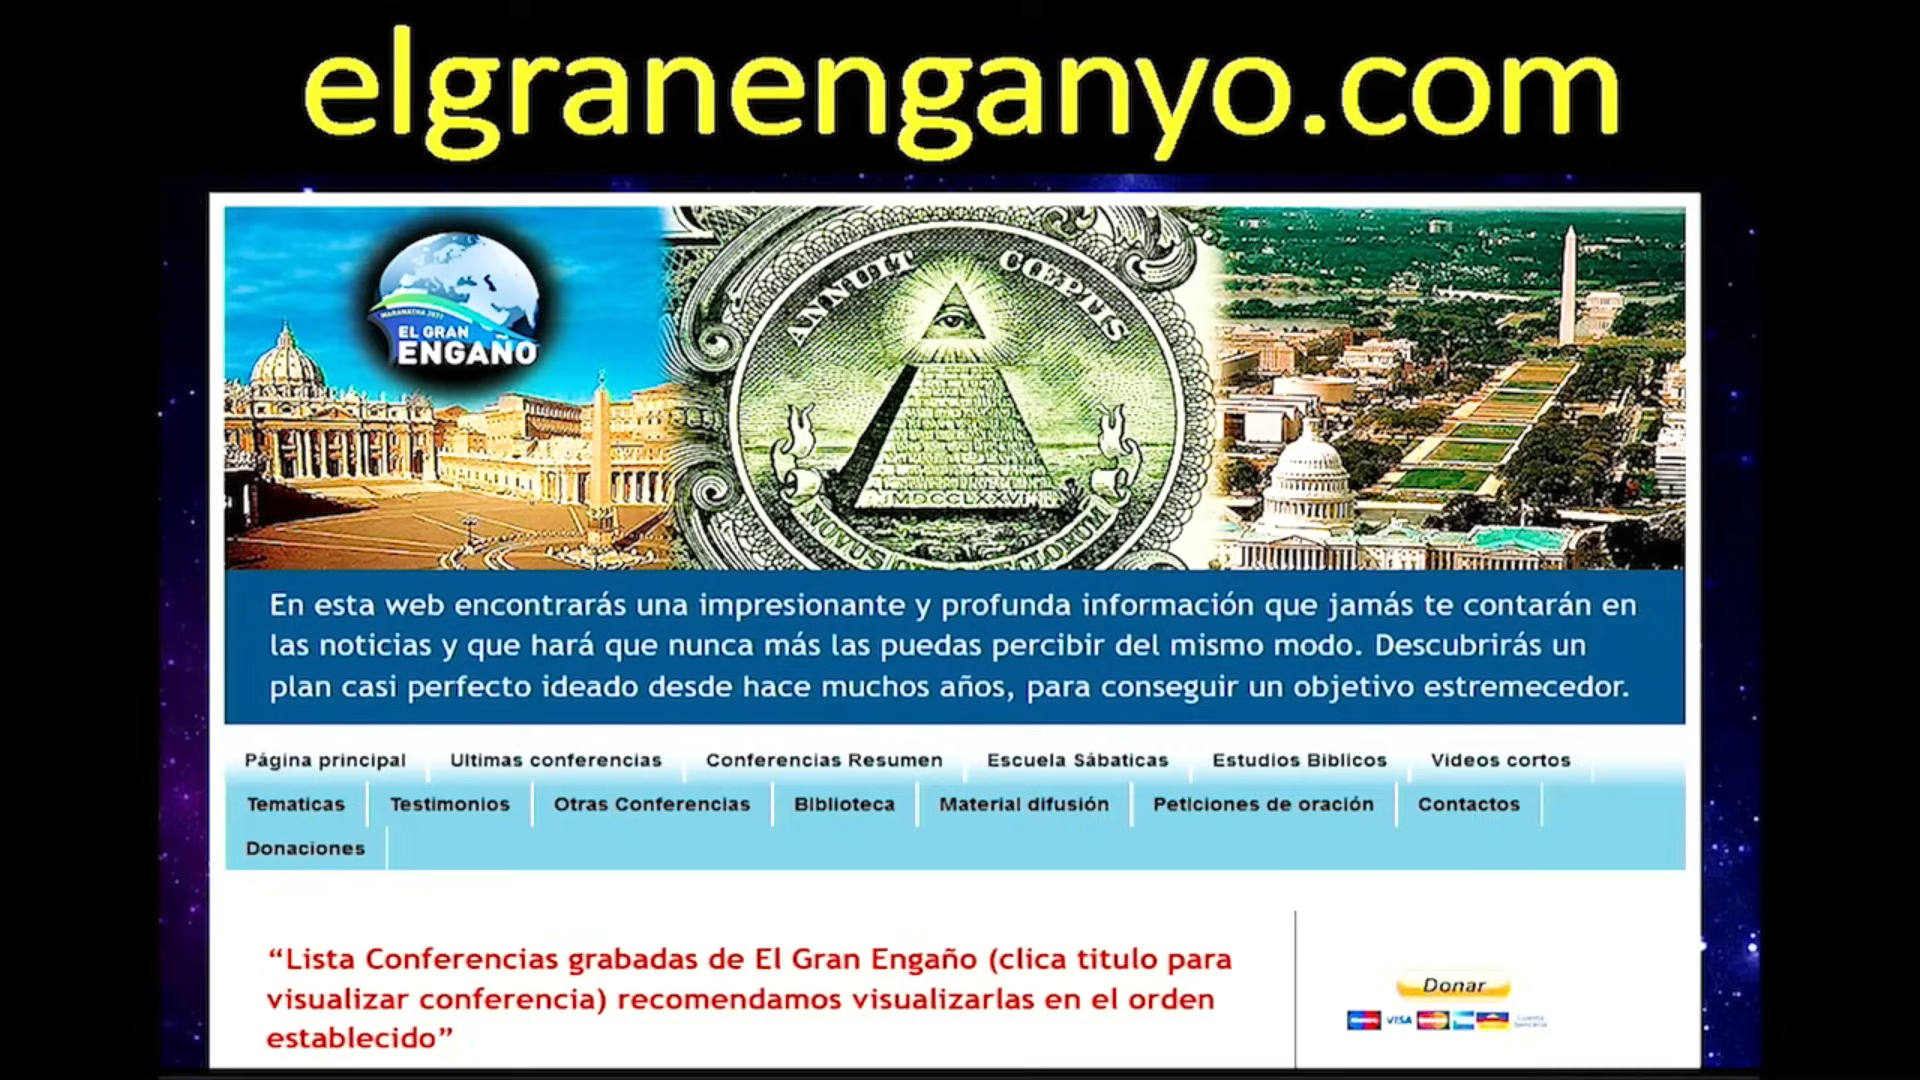 elgranenganyo.com
MARANATHA 2021
EL GRAN
ENGAÑO
ANNUIT CŒPTIS
MDCCLXXVI
NOVUS
En esta web encontrarás una impresionante y profunda información que jamás te contarán en
las noticias y que hará que nunca más las puedas percibir del mismo modo. Descubrirás un
plan casi perfecto ideado desde hace muchos años, para conseguir un objetivo estremecedor.
Página principal Ultimas conferencias Conferencias Resumen Escuela Sábaticas Estudios Biblicos Videos cortos
Tematicas Testimonios Otras Conferencias Biblioteca Material difusión Peticiones de oración Contactos
Donaciones
“Lista Conferencias grabadas de El Gran Engaño (clica titulo para
visualizar conferencia) recomendamos visualizarlas en el orden
establecido”
Donar
VISA